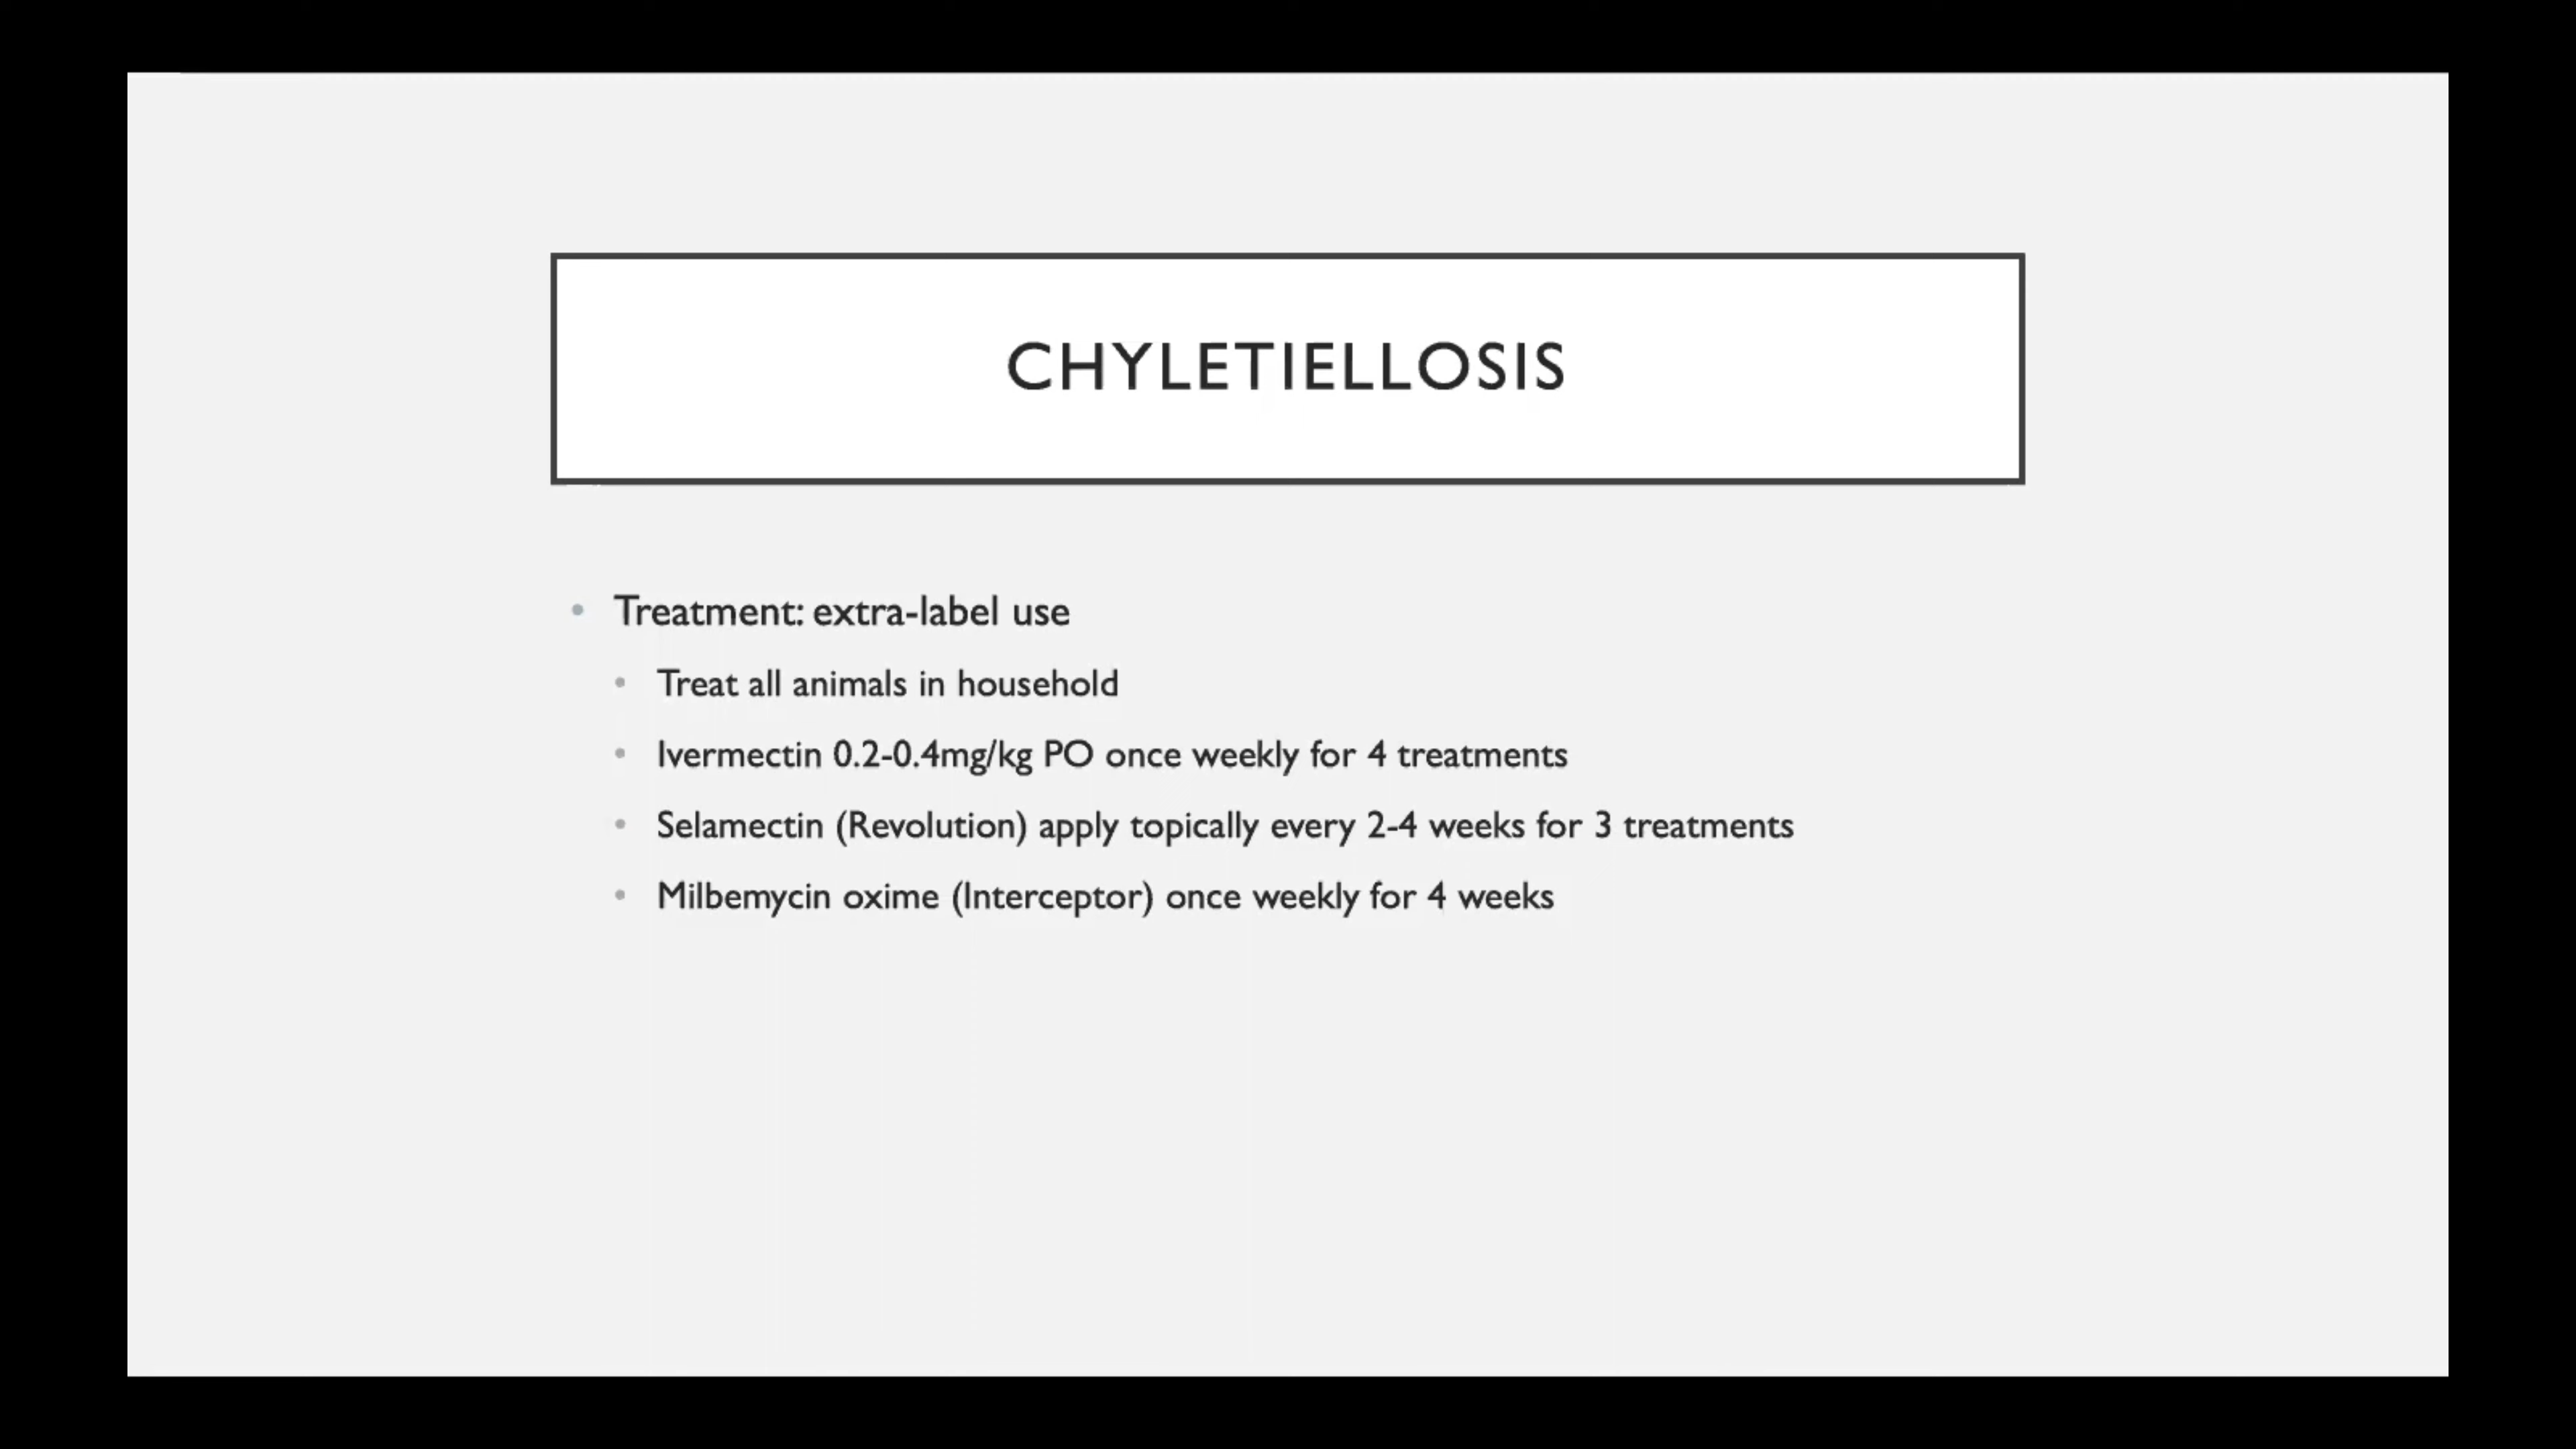 CHYLETIELLOSIS
• Treatment: extra-label use
• Treat all animals in household
• Ivermectin 0.2-0.4mg/kg PO once weekly for 4 treatments
• Selamectin (Revolution) apply topically every 2-4 weeks for 3 treatments
• Milbemycin oxime (Interceptor) once weekly for 4 weeks